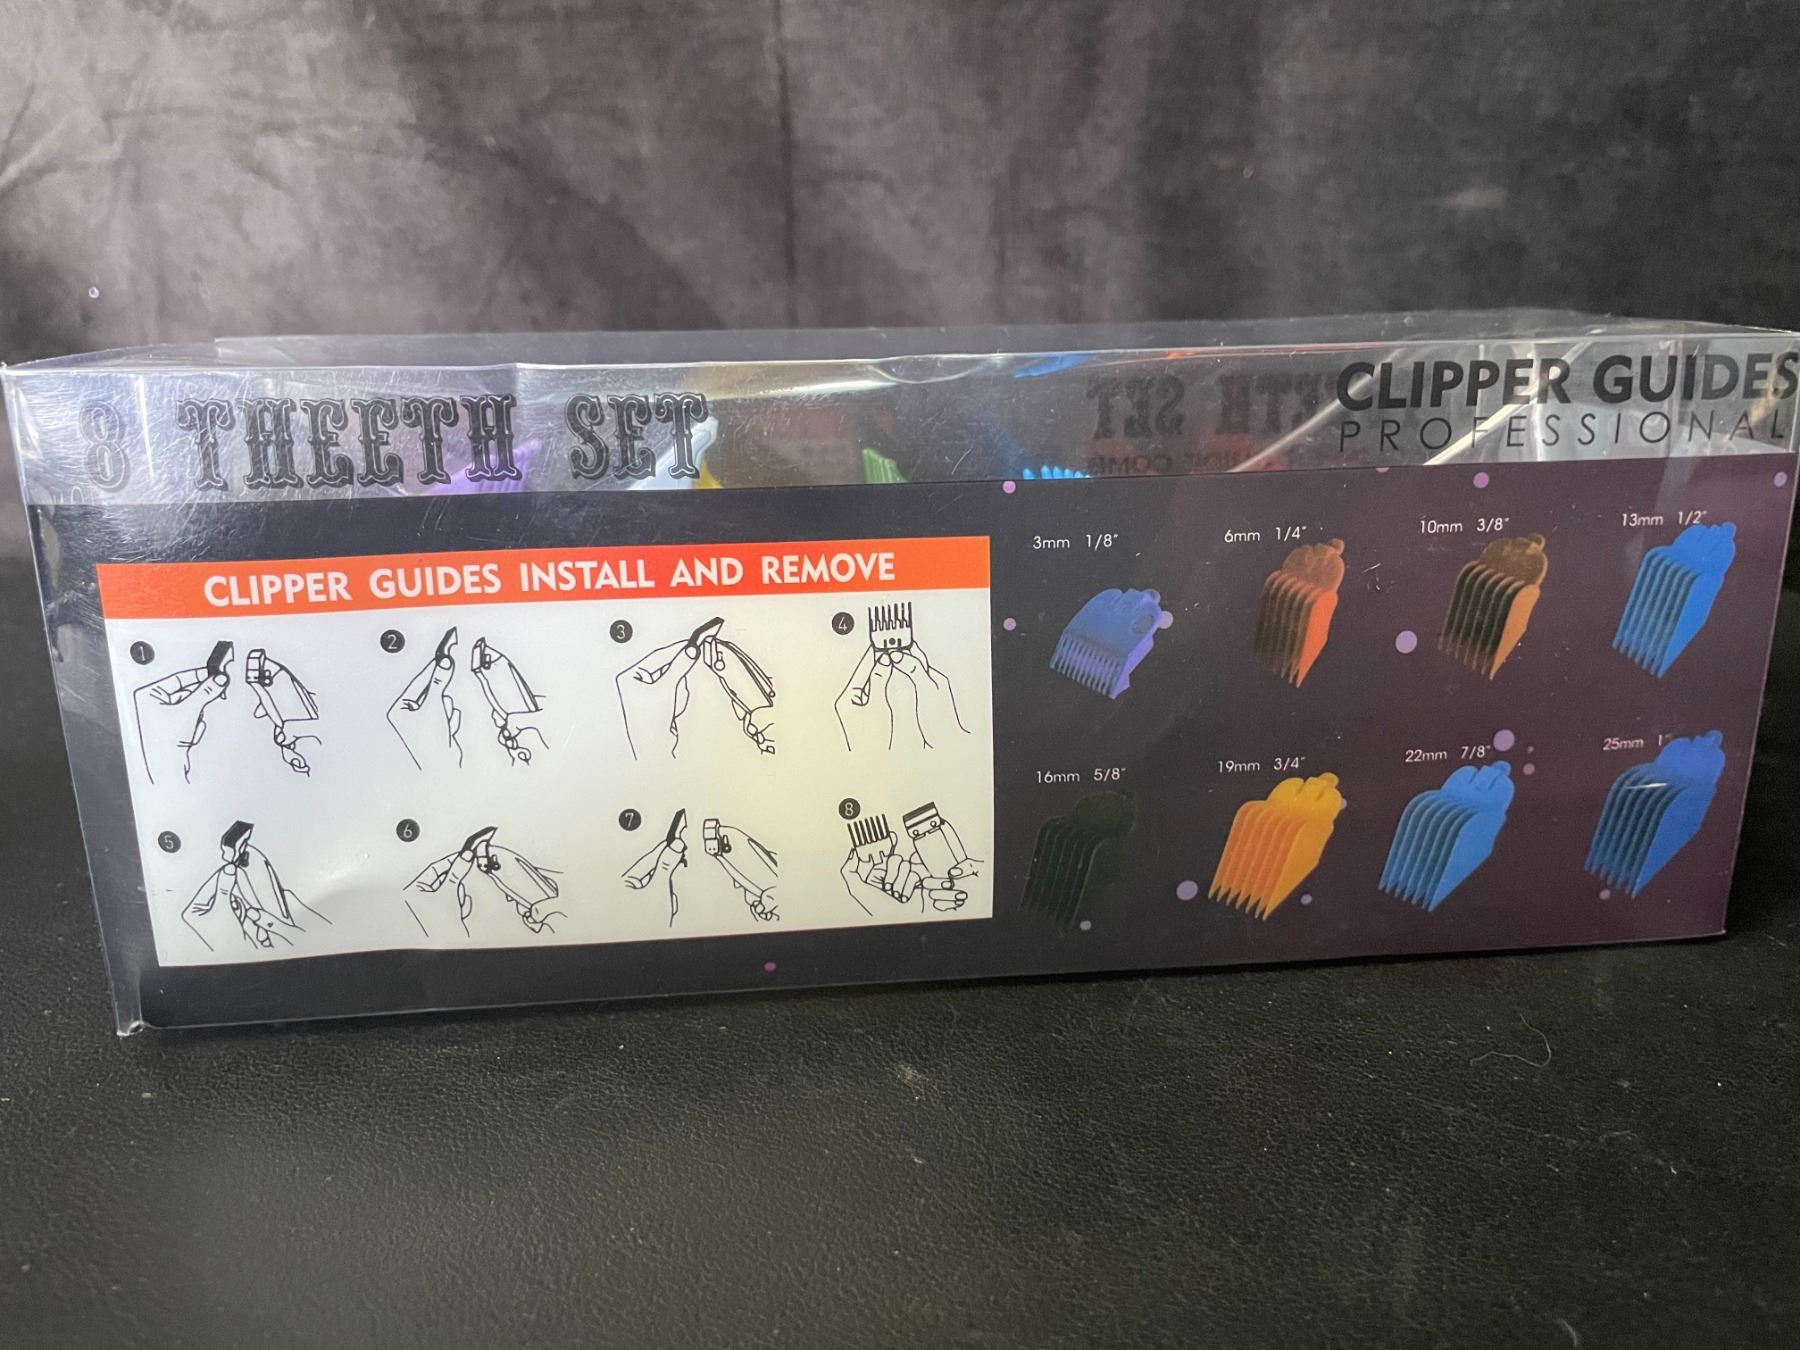 8 THEETH SET
CLIPPER GUIDES
PROFESSIONAL
CLIPPER GUIDES INSTALL AND REMOVE
1
2
3
4
5
6
7
8
3mm 1/8"
6mm 1/4"
10mm 3/8"
13mm 1/2"
16mm 5/8"
19mm 3/4"
22mm 7/8"
25mm 1"